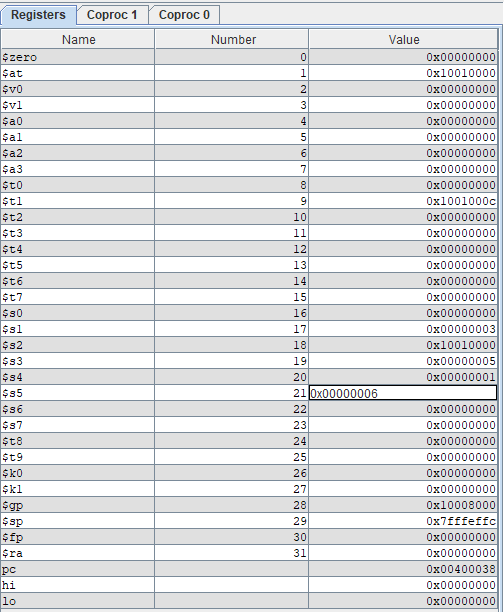 Registers Coproc 1 Coproc 0
Name Number Value
$zero 0 0x00000000
$at 1 0x10010000
$v0 2 0x00000000
$v1 3 0x00000000
$a0 4 0x00000000
$a1 5 0x00000000
$a2 6 0x00000000
$a3 7 0x00000000
$t0 8 0x00000000
$t1 9 0x1001000c
$t2 10 0x00000000
$t3 11 0x00000000
$t4 12 0x00000000
$t5 13 0x00000000
$t6 14 0x00000000
$t7 15 0x00000000
$s0 16 0x00000000
$s1 17 0x00000003
$s2 18 0x10010000
$s3 19 0x00000005
$s4 20 0x00000001
$s5 21 0x00000006
$s6 22 0x00000000
$s7 23 0x00000000
$t8 24 0x00000000
$t9 25 0x00000000
$k0 26 0x00000000
$k1 27 0x00000000
$gp 28 0x10008000
$sp 29 0x7fffeffc
$fp 30 0x00000000
$ra 31 0x00000000
pc 0x00400038
hi 0x00000000
lo 0x00000000